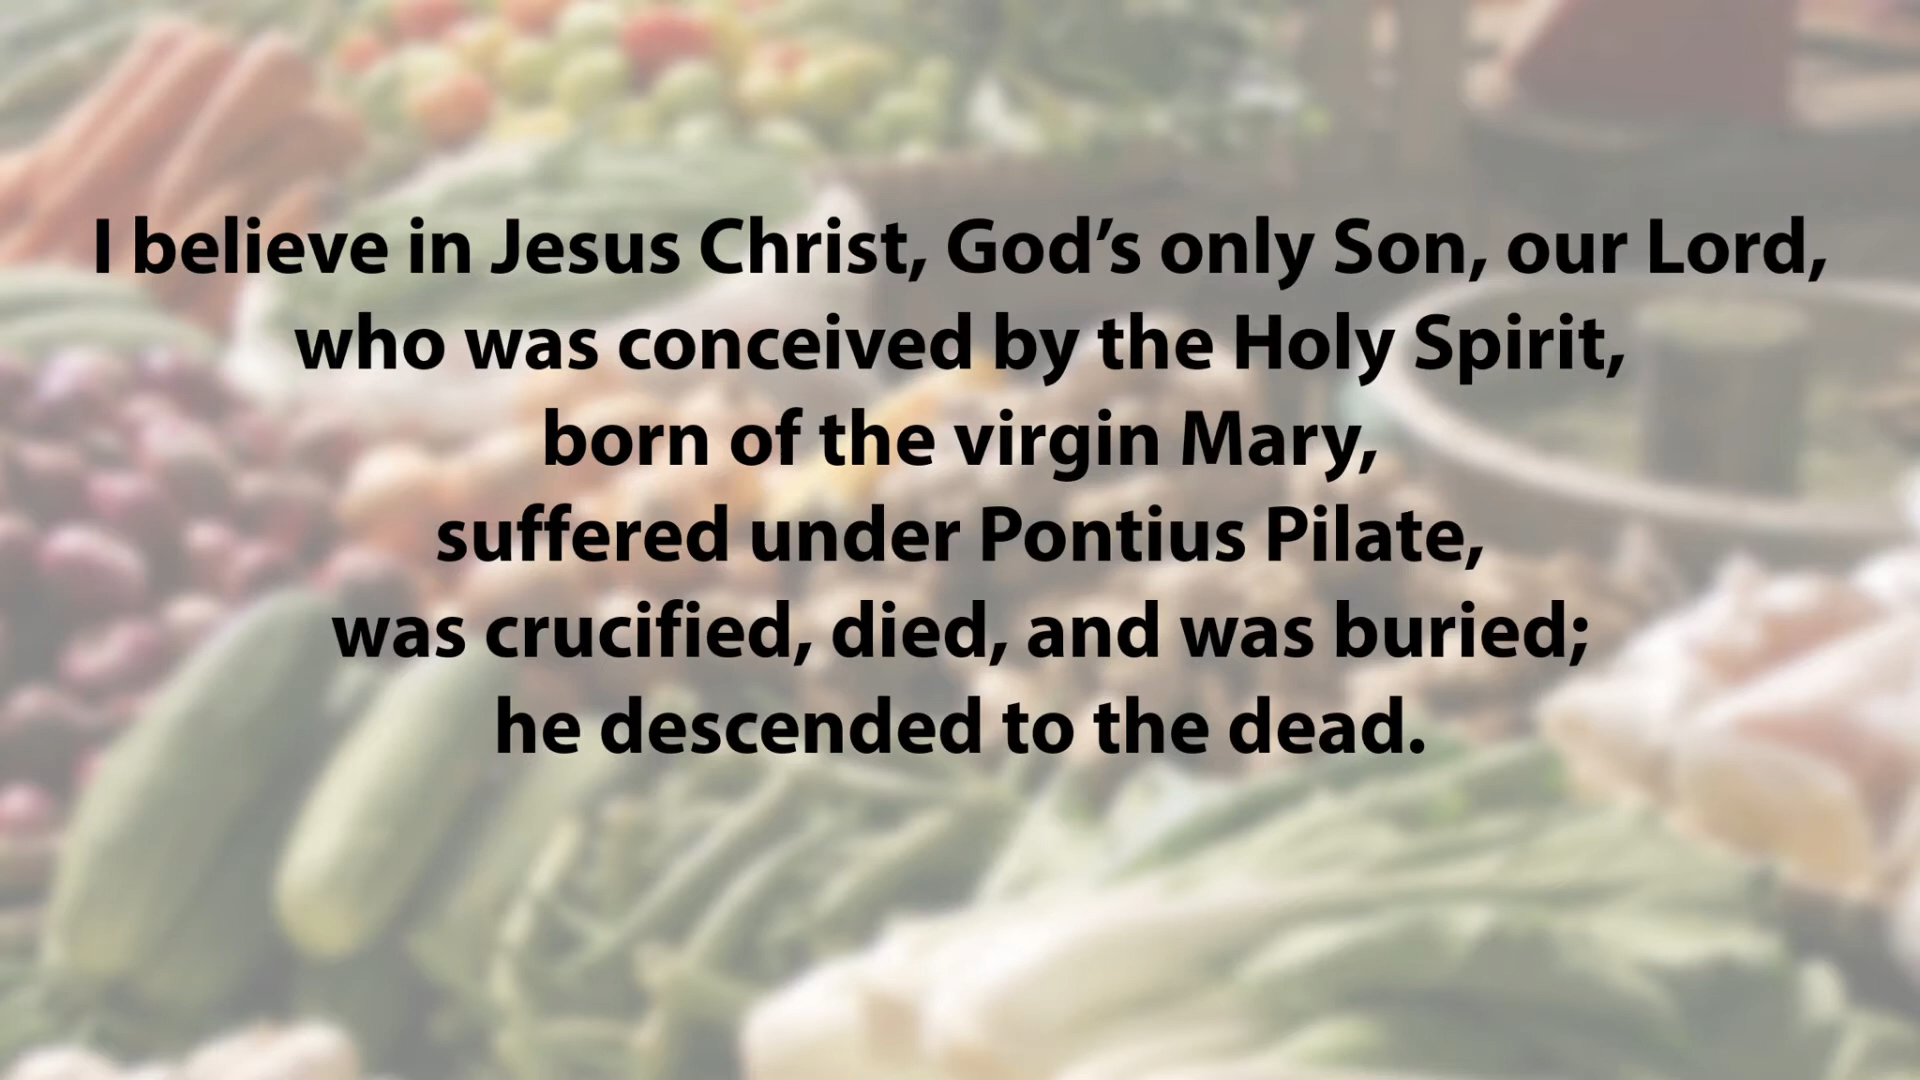 I believe in Jesus Christ, God’s only Son, our Lord,
who was conceived by the Holy Spirit,
born of the virgin Mary,
suffered under Pontius Pilate,
was crucified, died, and was buried;
he descended to the dead.